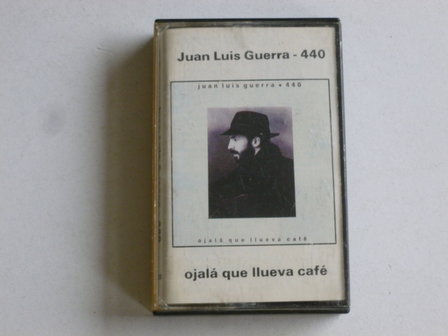 Juan Luis Guerra - 440
juan luis guerra • 440
ojalá que llueva café
ojalá que llueva café